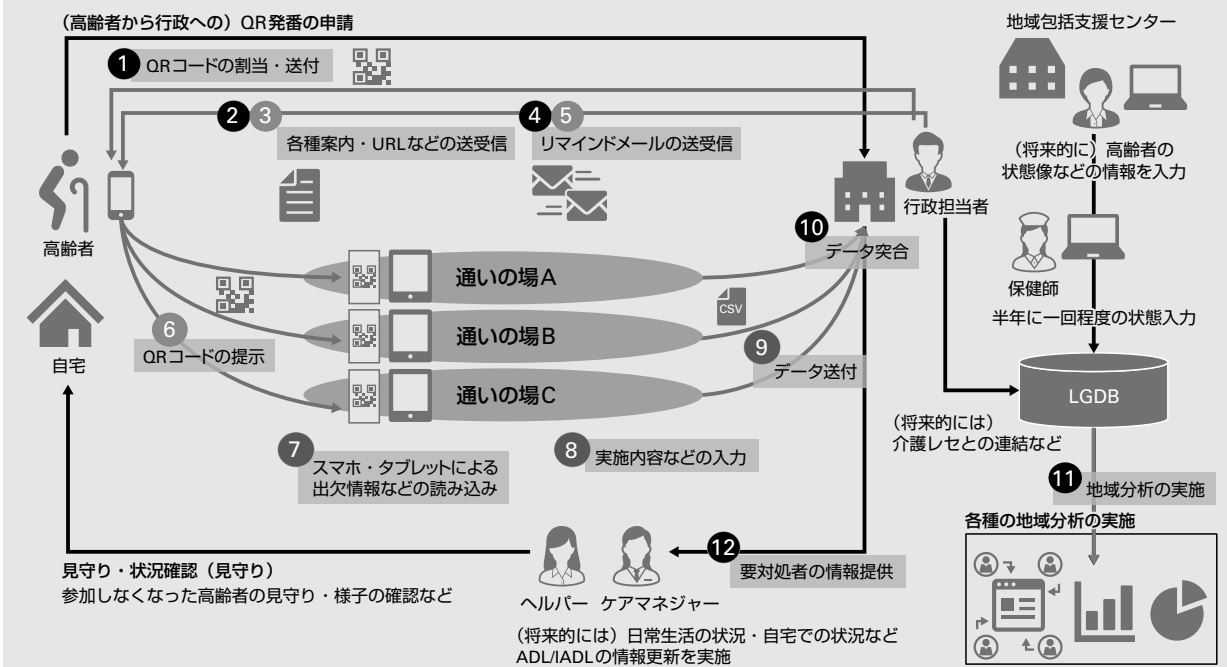 （高齢者から行政への）QR発番の申請
1 QRコードの割当・送付
2 3 各種案内・URLなどの送受信
4 5 リマインドメールの送受信
高齢者
自宅
6 QRコードの提示
通いの場A
通いの場B
通いの場C
7 スマホ・タブレットによる
出欠情報などの読み込み
8 実施内容などの入力
CSV
9 データ送付
10 データ突合
行政担当者
地域包括支援センター
（将来的に）高齢者の
状態像などの情報を入力
保健師
半年に一回程度の状態入力
LGDB
（将来的には）
介護レセとの連結など
11 地域分析の実施
各種の地域分析の実施
12 要対処者の情報提供
ヘルパー ケアマネジャー
（将来的には）日常生活の状況・自宅での状況など
ADL/IADLの情報更新を実施
見守り・状況確認（見守り）
参加しなくなった高齢者の見守り・様子の確認など